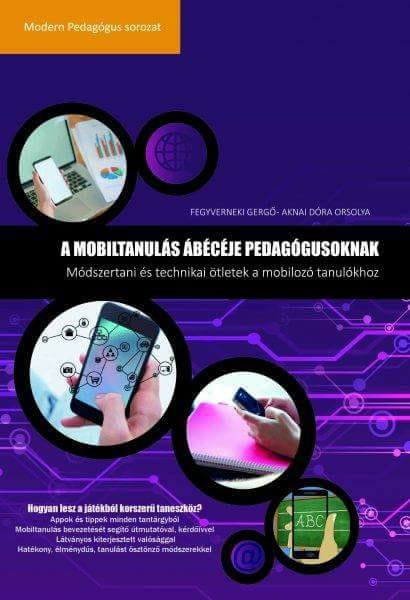 Modern Pedagógus sorozat
FEGYVERNEKI GERGŐ- AKNAI DÓRA ORSOLYA
A MOBILTANULÁS ÁBÉCÉJE PEDAGÓGUSOKNAK
Módszertani és technikai ötletek a mobilozó tanulókhoz
ABC
Hogyan lesz a játékból korszerű taneszköz?
Appok és tippek minden tantárgyból
Mobiltanulás bevezetését segítő útmutatóval, kérdőívvel
Látványos kiterjesztett valósággal
Hatékony, élménydús, tanulást ösztönző módszerekkel
@